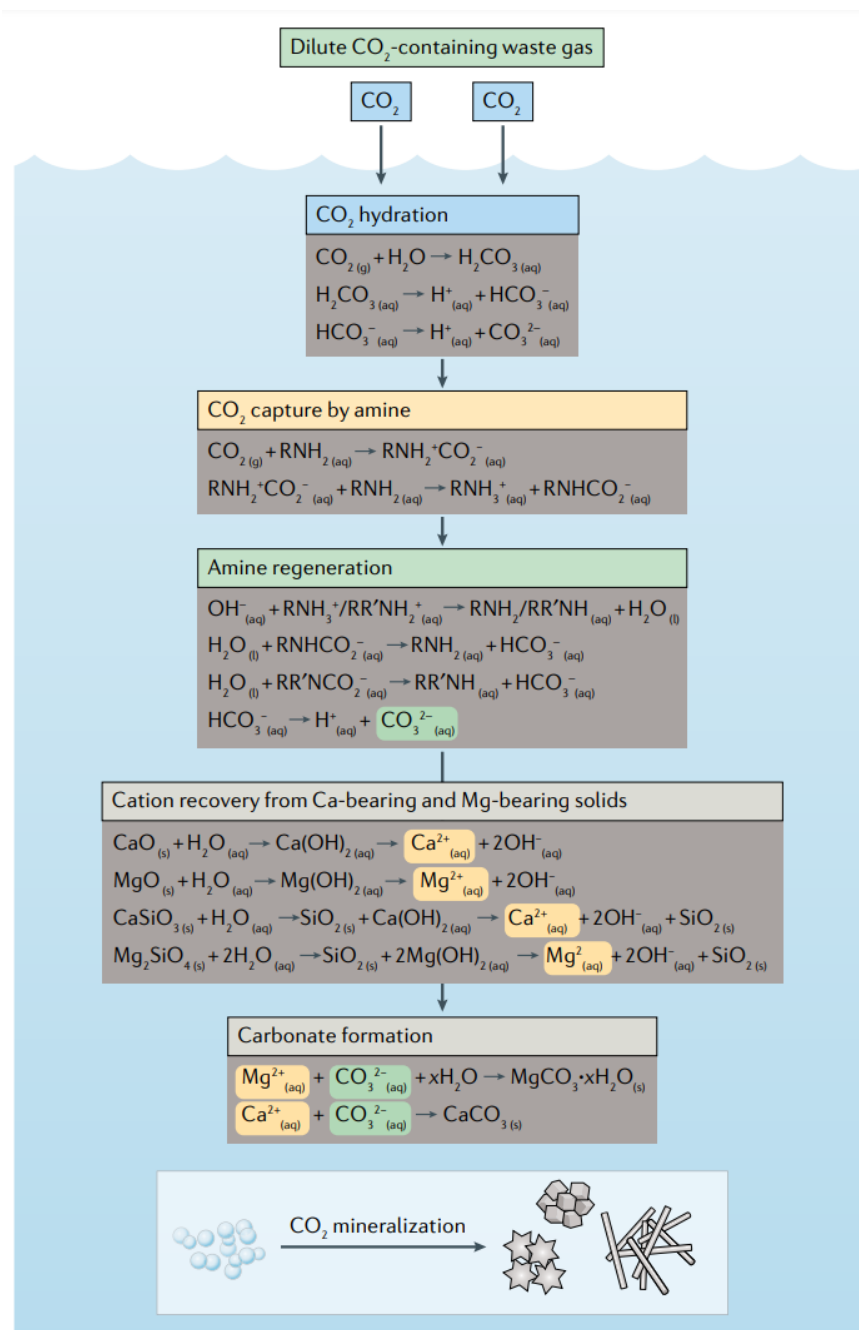 Dilute CO₂-containing waste gas
CO₂
CO₂
CO₂ hydration
CO₂ (g) + H₂O → H₂CO₃ (aq)
H₂CO₃ (aq) → H⁺(aq) + HCO₃⁻(aq)
HCO₃⁻(aq) → H⁺(aq) + CO₃²⁻(aq)
CO₂ capture by amine
CO₂ (g) + RNH₂ (aq) → RNH₂⁺CO₂⁻(aq)
RNH₂⁺CO₂⁻(aq) + RNH₂ (aq) → RNH₃⁺(aq) + RNHCO₂⁻(aq)
Amine regeneration
OH⁻(aq) + RNH₃⁺/RR′NH₂⁺(aq) → RNH₂/RR′NH (aq) + H₂O (l)
H₂O (l) + RNHCO₂⁻(aq) → RNH₂ (aq) + HCO₃⁻(aq)
H₂O (l) + RR′NCO₂⁻(aq) → RR′NH (aq) + HCO₃⁻(aq)
HCO₃⁻(aq) → H⁺(aq) + CO₃²⁻(aq)
Cation recovery from Ca-bearing and Mg-bearing solids
CaO (s) + H₂O (aq) → Ca(OH)₂ (aq) → Ca²⁺(aq) + 2OH⁻(aq)
MgO (s) + H₂O (aq) → Mg(OH)₂ (aq) → Mg²⁺(aq) + 2OH⁻(aq)
CaSiO₃ (s) + H₂O (aq) → SiO₂ (s) + Ca(OH)₂ (aq) → Ca²⁺(aq) + 2OH⁻(aq) + SiO₂ (s)
Mg₂SiO₄ (s) + 2H₂O (aq) → SiO₂ (s) + 2Mg(OH)₂ (aq) → Mg²(aq) + 2OH⁻(aq) + SiO₂ (s)
Carbonate formation
Mg²⁺(aq) + CO₃²⁻(aq) + xH₂O → MgCO₃•xH₂O(s)
Ca²⁺(aq) + CO₃²⁻(aq) → CaCO₃ (s)
CO₂ mineralization